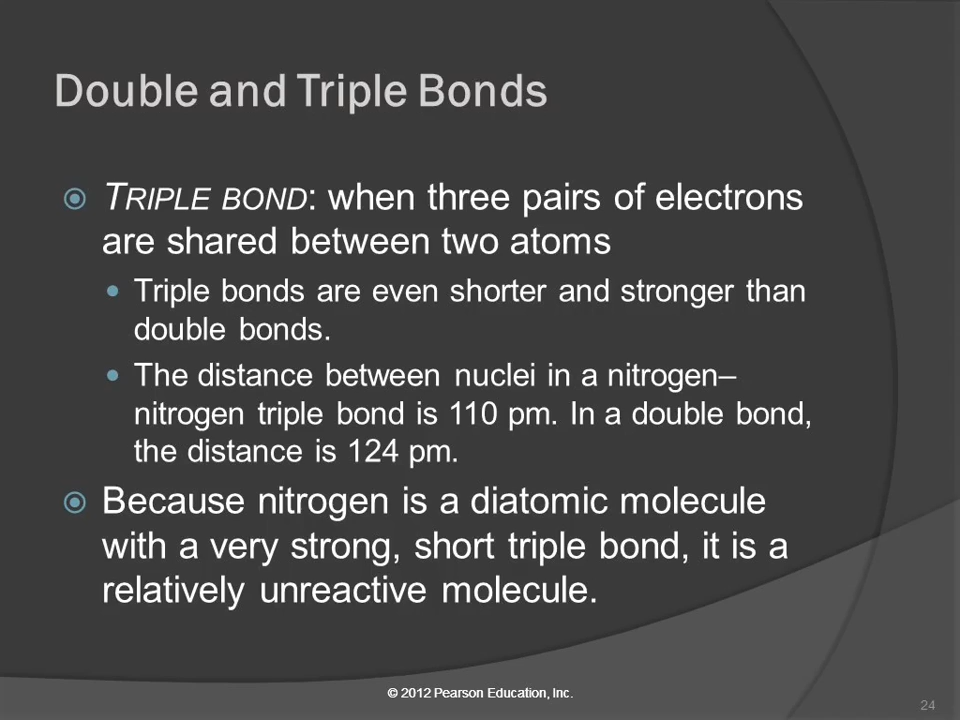 Double and Triple Bonds
TRIPLE BOND: when three pairs of electrons
are shared between two atoms
Triple bonds are even shorter and stronger than
double bonds.
The distance between nuclei in a nitrogen–
nitrogen triple bond is 110 pm. In a double bond,
the distance is 124 pm.
Because nitrogen is a diatomic molecule
with a very strong, short triple bond, it is a
relatively unreactive molecule.
© 2012 Pearson Education, Inc.
24